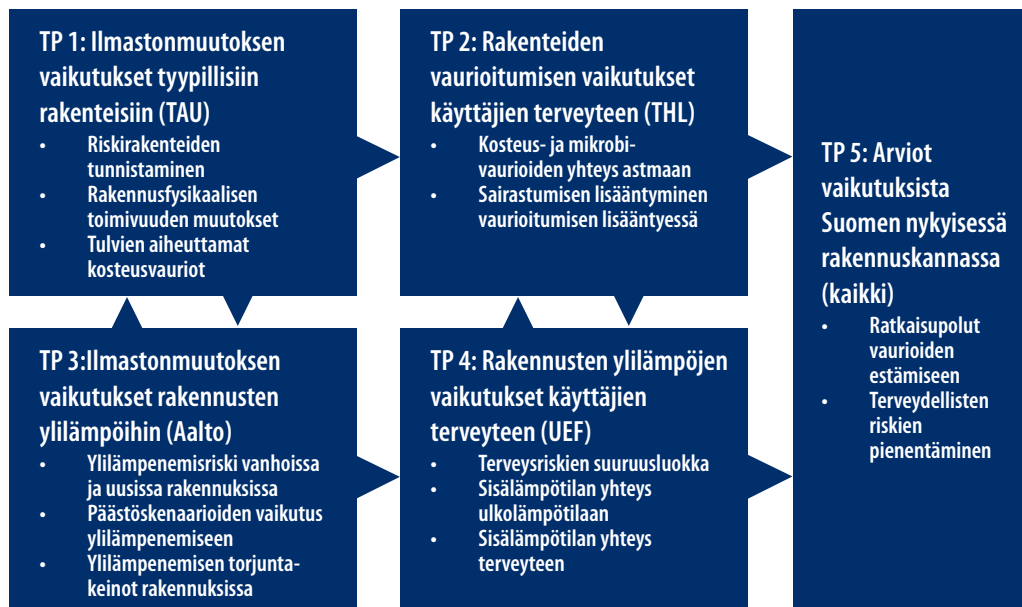 TP 1: Ilmastonmuutoksen
vaikutukset tyypillisiin
rakenteisiin (TAU)
• Riskirakenteiden
tunnistaminen
• Rakennusfysikaalisen
toimivuuden muutokset
• Tulvien aiheuttamat
kosteusvauriot
TP 2: Rakenteiden
vaurioitumisen vaikutukset
käyttäjien terveyteen (THL)
• Kosteus- ja mikrobi-
vaurioiden yhteys astmaan
• Sairastumisen lisääntyminen
vaurioitumisen lisääntyessä
TP 3:Ilmastonmuutoksen
vaikutukset rakennusten
ylilämpöihin (Aalto)
• Ylilämpenemisriski vanhoissa
ja uusissa rakennuksissa
• Päästöskenaarioiden vaikutus
ylilämpenemiseen
• Ylilämpenemisen torjunta-
keinot rakennuksissa
TP 4: Rakennusten ylilämpöjen
vaikutukset käyttäjien
terveyteen (UEF)
• Terveysriskien suuruusluokka
• Sisälämpötilan yhteys
ulkolämpötilaan
• Sisälämpötilan yhteys
terveyteen
TP 5: Arviot
vaikutuksista
Suomen nykyisessä
rakennuskannassa
(kaikki)
• Ratkaisupolut
vaurioiden
estämiseen
• Terveydellisten
riskien
pienentäminen